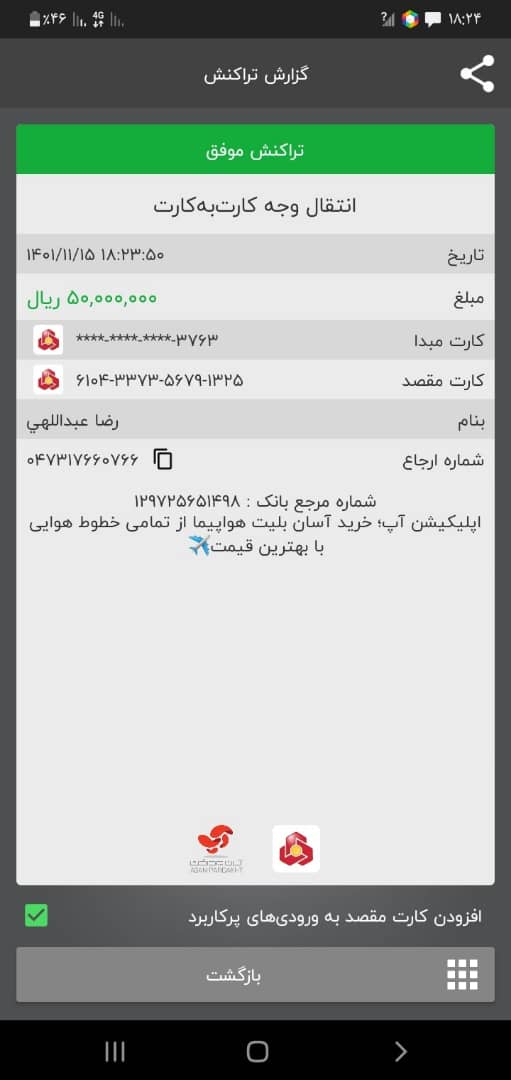 ٪۴۶ 4G ? ۱۸:۲۴
گزارش تراکنش
تراکنش موفق
انتقال وجه کارت‌به‌کارت
تاریخ ۱۴۰۱/۱۱/۱۵ ۱۸:۲۳:۵۰
مبلغ ۵۰,۰۰۰,۰۰۰ ریال
کارت مبدا ****-****-****-۳۷۶۳
کارت مقصد ۶۱۰۴-۳۳۷۳-۵۶۷۹-۱۳۲۵
بنام رضا عبداللهي
شماره ارجاع ۰۴۷۳۱۷۶۶۰۷۶۶
شماره مرجع بانک : ۱۲۹۷۲۵۶۵۱۴۹۸
اپلیکیشن آپ؛ خرید آسان بلیت هواپیما از تمامی خطوط هوایی
با بهترین قیمت✈️
آسان پرداخت
ASAN PARDAKHT
افزودن کارت مقصد به ورودی‌های پرکاربرد
بازگشت